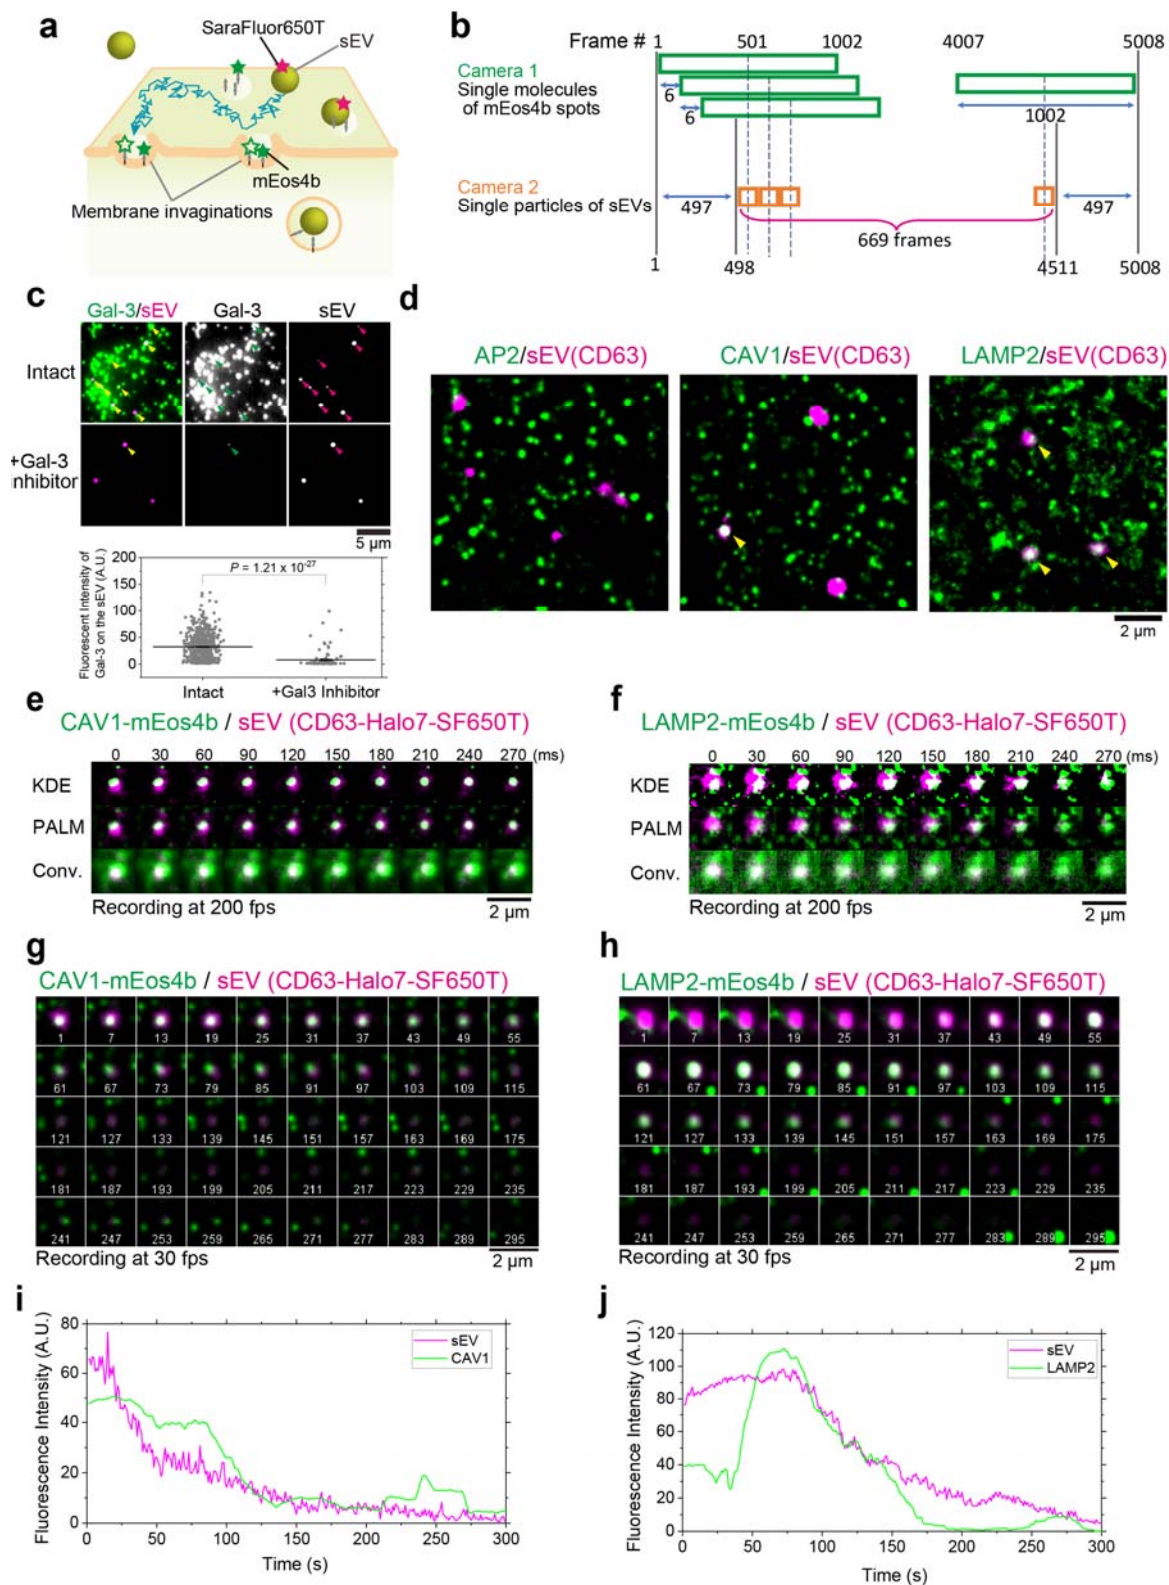 a
SaraFluor650T
sEV
mEos4b
Membrane invaginations
b
Frame #
1
501
1002
4007
5008
Camera 1
Single molecules
of mEos4b spots
6
6
1002
Camera 2
Single particles of sEVs
497
497
669 frames
1
498
4511
5008
c
Gal-3/sEV
Gal-3
sEV
Intact
+Gal-3
nhibitor
5 µm
Fluorescent Intensity of
Gal-3 on the sEV (A.U.)
200
150
100
50
0
P = 1.21 x 10-27
Intact
+Gal3 Inhibitor
d
AP2/sEV(CD63)
CAV1/sEV(CD63)
LAMP2/sEV(CD63)
2 µm
e
CAV1-mEos4b / sEV (CD63-Halo7-SF650T)
0 30 60 90 120 150 180 210 240 270 (ms)
KDE
PALM
Conv.
Recording at 200 fps
2 µm
f
LAMP2-mEos4b / sEV (CD63-Halo7-SF650T)
0 30 60 90 120 150 180 210 240 270 (ms)
KDE
PALM
Conv.
Recording at 200 fps
2 µm
g
CAV1-mEos4b / sEV (CD63-Halo7-SF650T)
1 7 13 19 25 31 37 43 49 55
61 67 73 79 85 91 97 103 109 115
121 127 133 139 145 151 157 163 169 175
181 187 193 199 205 211 217 223 229 235
241 247 253 259 265 271 277 283 289 295
Recording at 30 fps
2 µm
h
LAMP2-mEos4b / sEV (CD63-Halo7-SF650T)
1 7 13 19 25 31 37 43 49 55
61 67 73 79 85 91 97 103 109 115
121 127 133 139 145 151 157 163 169 175
181 187 193 199 205 211 217 223 229 235
241 247 253 259 265 271 277 283 289 295
Recording at 30 fps
2 µm
i
Fluorescence Intensity (A.U.)
80
60
40
20
0
sEV
CAV1
0 50 100 150 200 250 300
Time (s)
j
Fluorescence Intensity (A.U.)
120
100
80
60
40
20
0
sEV
LAMP2
0 50 100 150 200 250 300
Time (s)